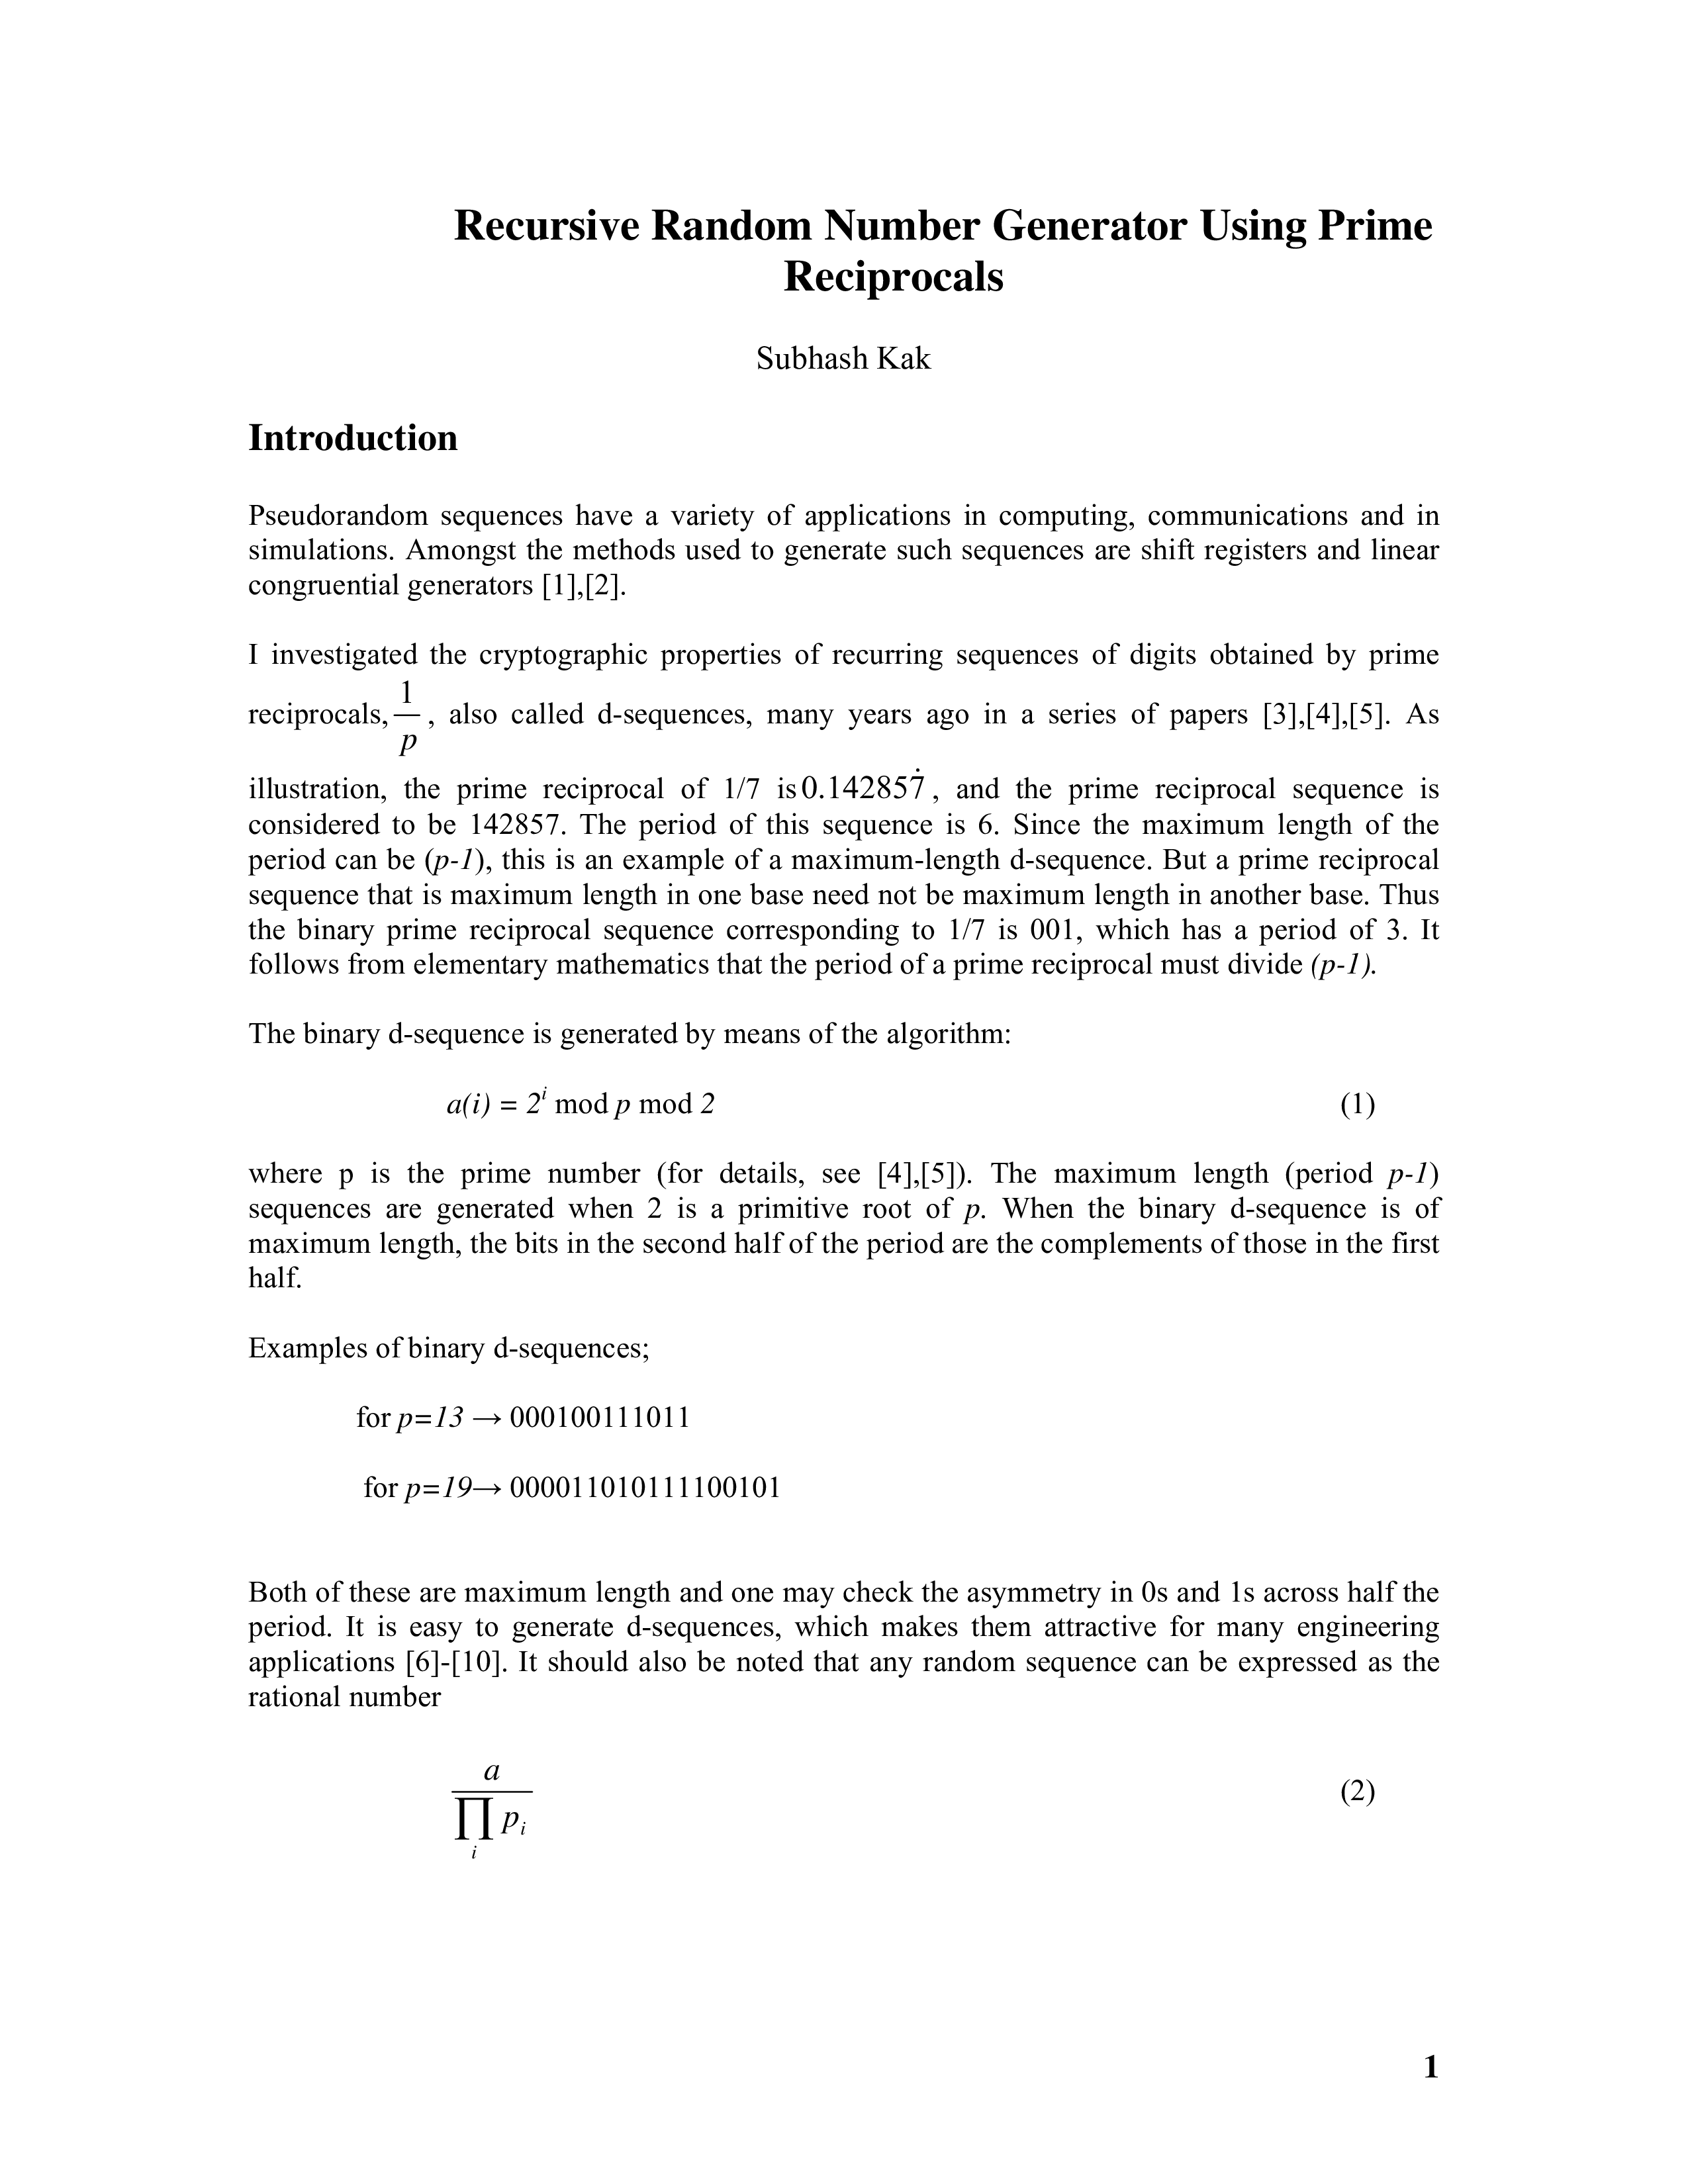 Recursive Random Number Generator Using Prime
Reciprocals
Subhash Kak
Introduction
Pseudorandom sequences have a variety of applications in computing, communications and in
simulations. Amongst the methods used to generate such sequences are shift registers and linear
congruential generators [1],[2].
I investigated the cryptographic properties of recurring sequences of digits obtained by prime
reciprocals, 1/p , also called d-sequences, many years ago in a series of papers [3],[4],[5]. As
illustration, the prime reciprocal of 1/7 is 0.142857̇ , and the prime reciprocal sequence is
considered to be 142857. The period of this sequence is 6. Since the maximum length of the
period can be (p-1), this is an example of a maximum-length d-sequence. But a prime reciprocal
sequence that is maximum length in one base need not be maximum length in another base. Thus
the binary prime reciprocal sequence corresponding to 1/7 is 001, which has a period of 3. It
follows from elementary mathematics that the period of a prime reciprocal must divide (p-1).
The binary d-sequence is generated by means of the algorithm:
a(i) = 2^i mod p mod 2 (1)
where p is the prime number (for details, see [4],[5]). The maximum length (period p-1)
sequences are generated when 2 is a primitive root of p. When the binary d-sequence is of
maximum length, the bits in the second half of the period are the complements of those in the first
half.
Examples of binary d-sequences;
for p=13 → 000100111011
for p=19→ 000011010111100101
Both of these are maximum length and one may check the asymmetry in 0s and 1s across half the
period. It is easy to generate d-sequences, which makes them attractive for many engineering
applications [6]-[10]. It should also be noted that any random sequence can be expressed as the
rational number
a
∏ p_i (2)
i
1